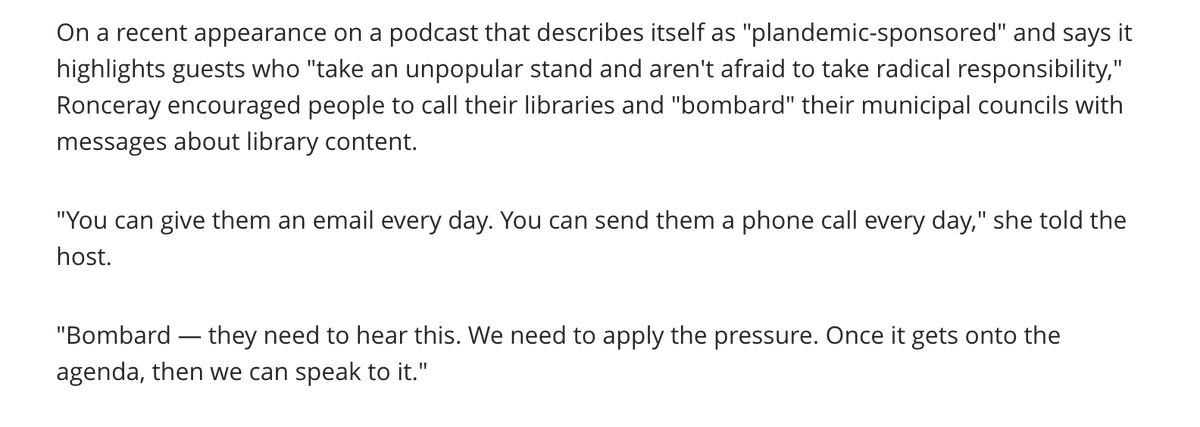 On a recent appearance on a podcast that describes itself as "plandemic-sponsored" and says it
highlights guests who "take an unpopular stand and aren't afraid to take radical responsibility,"
Ronceray encouraged people to call their libraries and "bombard" their municipal councils with
messages about library content.
"You can give them an email every day. You can send them a phone call every day," she told the
host.
"Bombard — they need to hear this. We need to apply the pressure. Once it gets onto the
agenda, then we can speak to it."